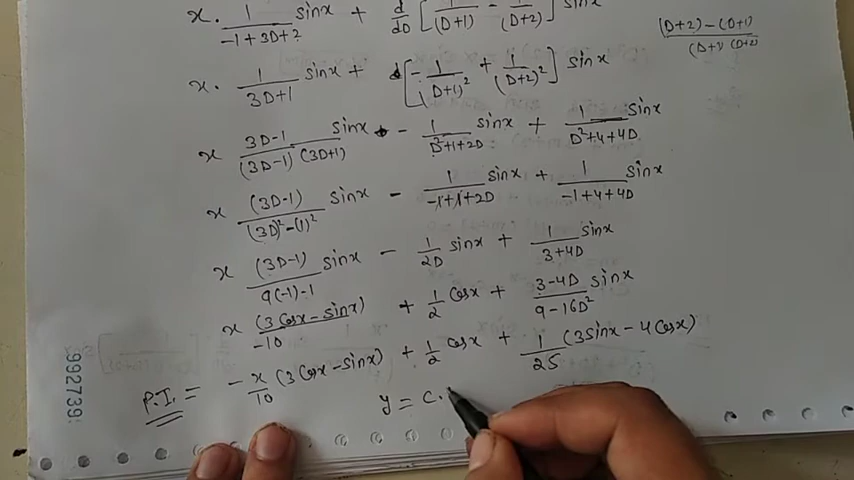 x. 1/(-1+3D+2) sinx + d/dD [ 1/(D+1) - 1/(D+2) ] sinx
(D+2)-(D+1)/(D+1)(D+2)
x. 1/(3D+1) sinx + d[ -1/(D+1)² + 1/(D+2)² ] sinx
x (3D-1)/((3D-1)(3D+1)) sinx - 1/(D²+1+2D) sinx + 1/(D²+4+4D) sinx
x (3D-1)/((3D)²-(1)²) sinx - 1/(-1+1+2D) sinx + 1/(-1+4+4D) sinx
x (3D-1)/(9(-1)-1) sinx - 1/(2D) sinx + 1/(3+4D) sinx
x (3cosx-sinx)/(-10) + 1/2 cosx + (3-4D)/(9-16D²) sinx
P.I. = -x/10 (3cosx-sinx) + 1/2 cosx + 1/25 (3sinx-4cosx)
y = C.
992739